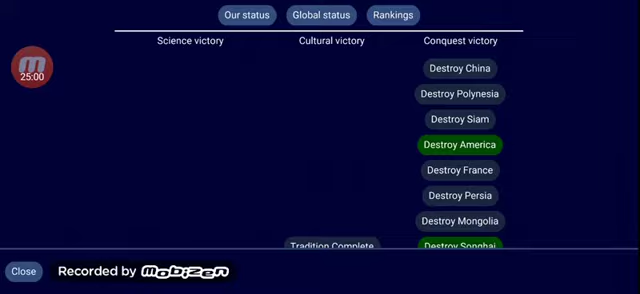 Our status Global status Rankings
Science victory Cultural victory Conquest victory
Destroy China
25:00
Destroy Polynesia
Destroy Siam
Destroy America
Destroy France
Destroy Persia
Destroy Mongolia
Tradition Complete Destroy Songhai
Close Recorded by MOBIZEN